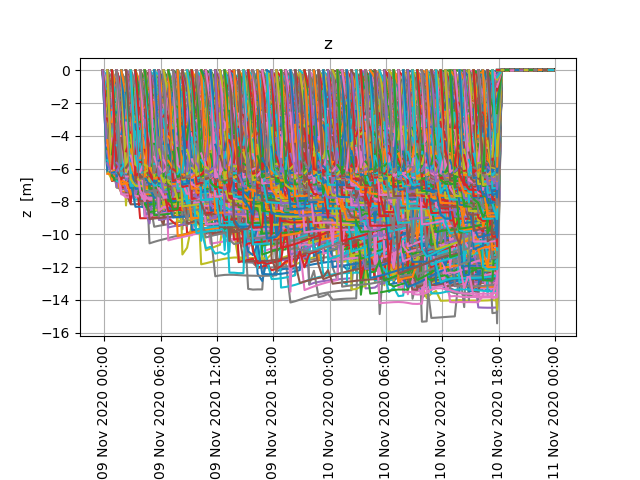 z
0
−2
−4
−6
−8
−10
−12
−14
−16
z [m]
09 Nov 2020 00:00
09 Nov 2020 06:00
09 Nov 2020 12:00
09 Nov 2020 18:00
10 Nov 2020 00:00
10 Nov 2020 06:00
10 Nov 2020 12:00
10 Nov 2020 18:00
11 Nov 2020 00:00